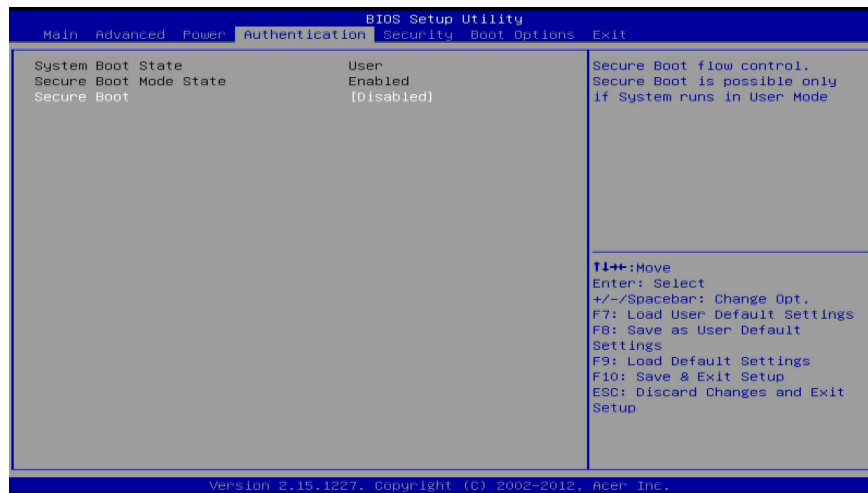 BIOS Setup Utility
Main Advanced Power Authentication Security Boot Options Exit
System Boot State User
Secure Boot Mode State Enabled
Secure Boot [Disabled]
Secure Boot flow control.
Secure Boot is possible only
if System runs in User Mode
↑↓→←:Move
Enter: Select
+/-/Spacebar: Change Opt.
F7: Load User Default Settings
F8: Save as User Default
Settings
F9: Load Default Settings
F10: Save & Exit Setup
ESC: Discard Changes and Exit
Setup
Version 2.15.1227. Copyright (C) 2002-2012, Acer Inc.